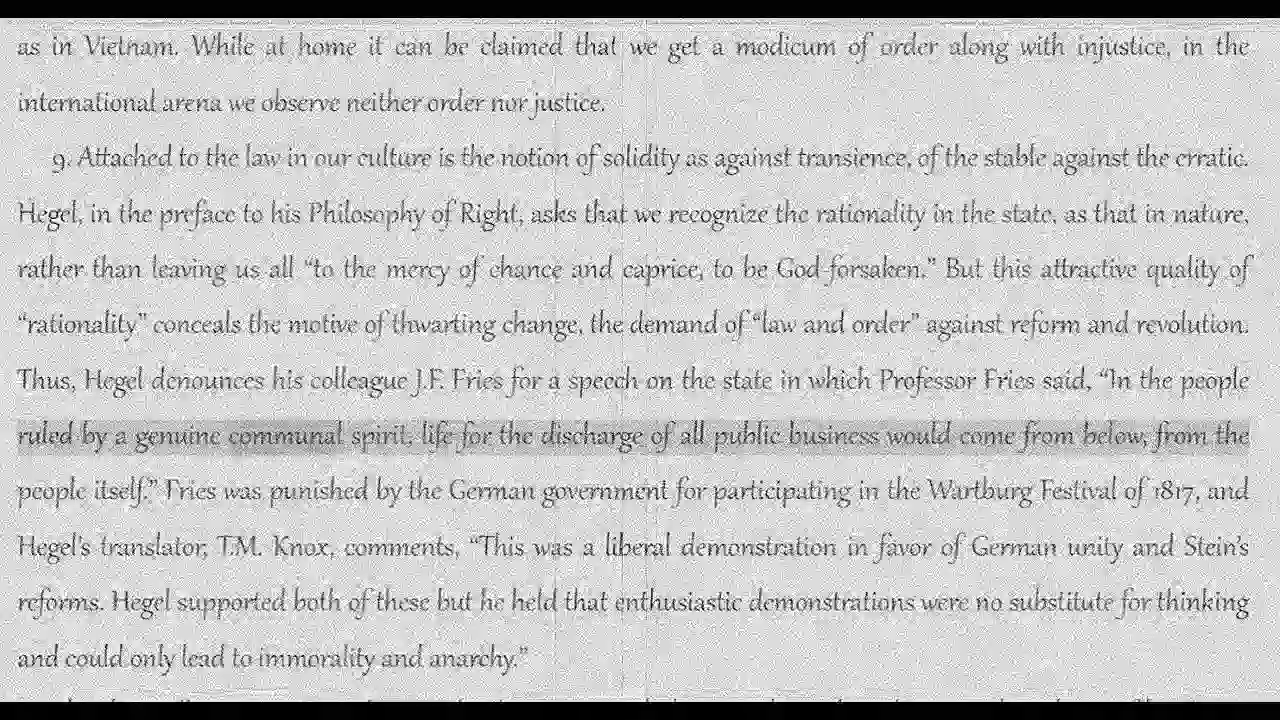 as in Vietnam. While at home it can be claimed that we get a modicum of order along with injustice, in the
international arena we observe neither order nor justice.
9. Attached to the law in our culture is the notion of solidity as against transience, of the stable against the erratic.
Hegel, in the preface to his Philosophy of Right, asks that we recognize the rationality in the state, as that in nature,
rather than leaving us all “to the mercy of chance and caprice, to be God-forsaken.” But this attractive quality of
“rationality” conceals the motive of thwarting change, the demand of “law and order” against reform and revolution.
Thus, Hegel denounces his colleague J.F. Fries for a speech on the state in which Professor Fries said, “In the people
ruled by a genuine communal spirit, life for the discharge of all public business would come from below, from the
people itself.” Fries was punished by the German government for participating in the Wartburg Festival of 1817, and
Hegel’s translator, T.M. Knox, comments, “This was a liberal demonstration in favor of German unity and Stein’s
reforms. Hegel supported both of these but he held that enthusiastic demonstrations were no substitute for thinking
and could only lead to immorality and anarchy.”